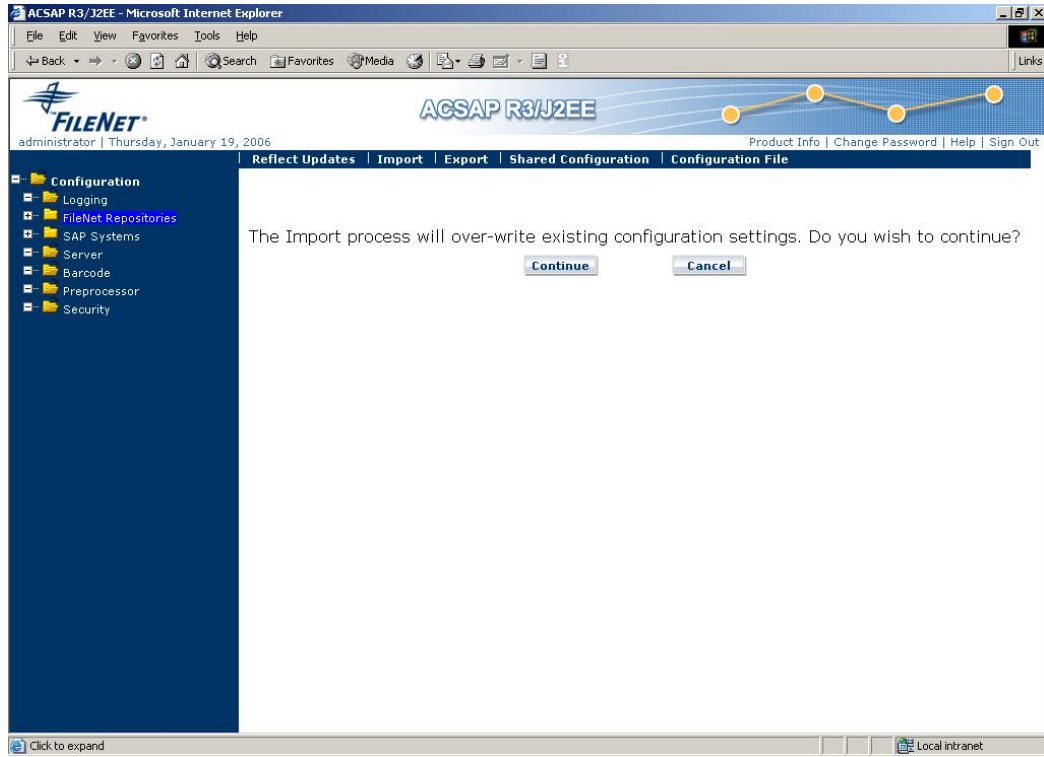 ACSAP R3/J2EE - Microsoft Internet Explorer
File Edit View Favorites Tools Help
Back Search Favorites Media Links
FILENET
ACSAP R3/J2EE
administrator | Thursday, January 19, 2006 Product Info | Change Password | Help | Sign Out
| Reflect Updates | Import | Export | Shared Configuration | Configuration File
Configuration
Logging
FileNet Repositories
SAP Systems
Server
Barcode
Preprocessor
Security
The Import process will over-write existing configuration settings. Do you wish to continue?
Continue Cancel
Click to expand Local intranet